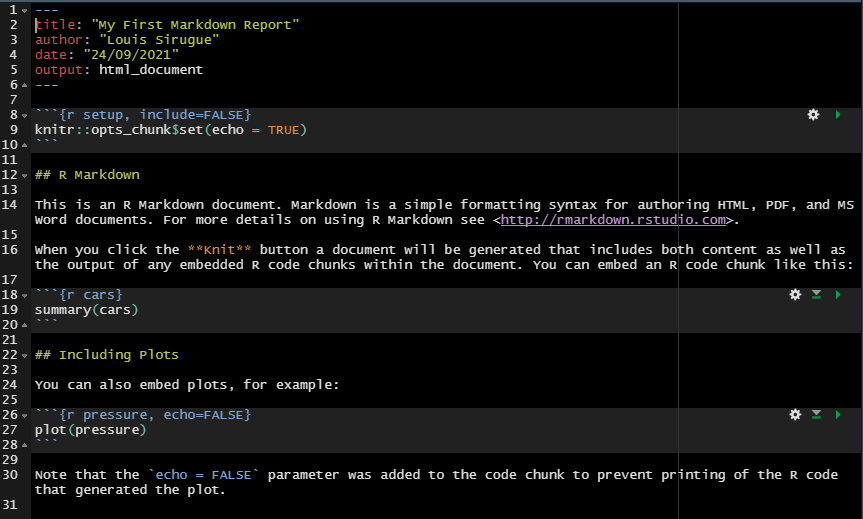 1 ---
2 title: "My First Markdown Report"
3 author: "Louis Sirugue"
4 date: "24/09/2021"
5 output: html_document
6 ---
7
8 ```{r setup, include=FALSE}
9 knitr::opts_chunk$set(echo = TRUE)
10 ```
11
12 ## R Markdown
13
14 This is an R Markdown document. Markdown is a simple formatting syntax for authoring HTML, PDF, and MS
Word documents. For more details on using R Markdown see <http://rmarkdown.rstudio.com>.
15
16 When you click the **Knit** button a document will be generated that includes both content as well as
the output of any embedded R code chunks within the document. You can embed an R code chunk like this:
17
18 ```{r cars}
19 summary(cars)
20 ```
21
22 ## Including Plots
23
24 You can also embed plots, for example:
25
26 ```{r pressure, echo=FALSE}
27 plot(pressure)
28 ```
29
30 Note that the `echo = FALSE` parameter was added to the code chunk to prevent printing of the R code
that generated the plot.
31